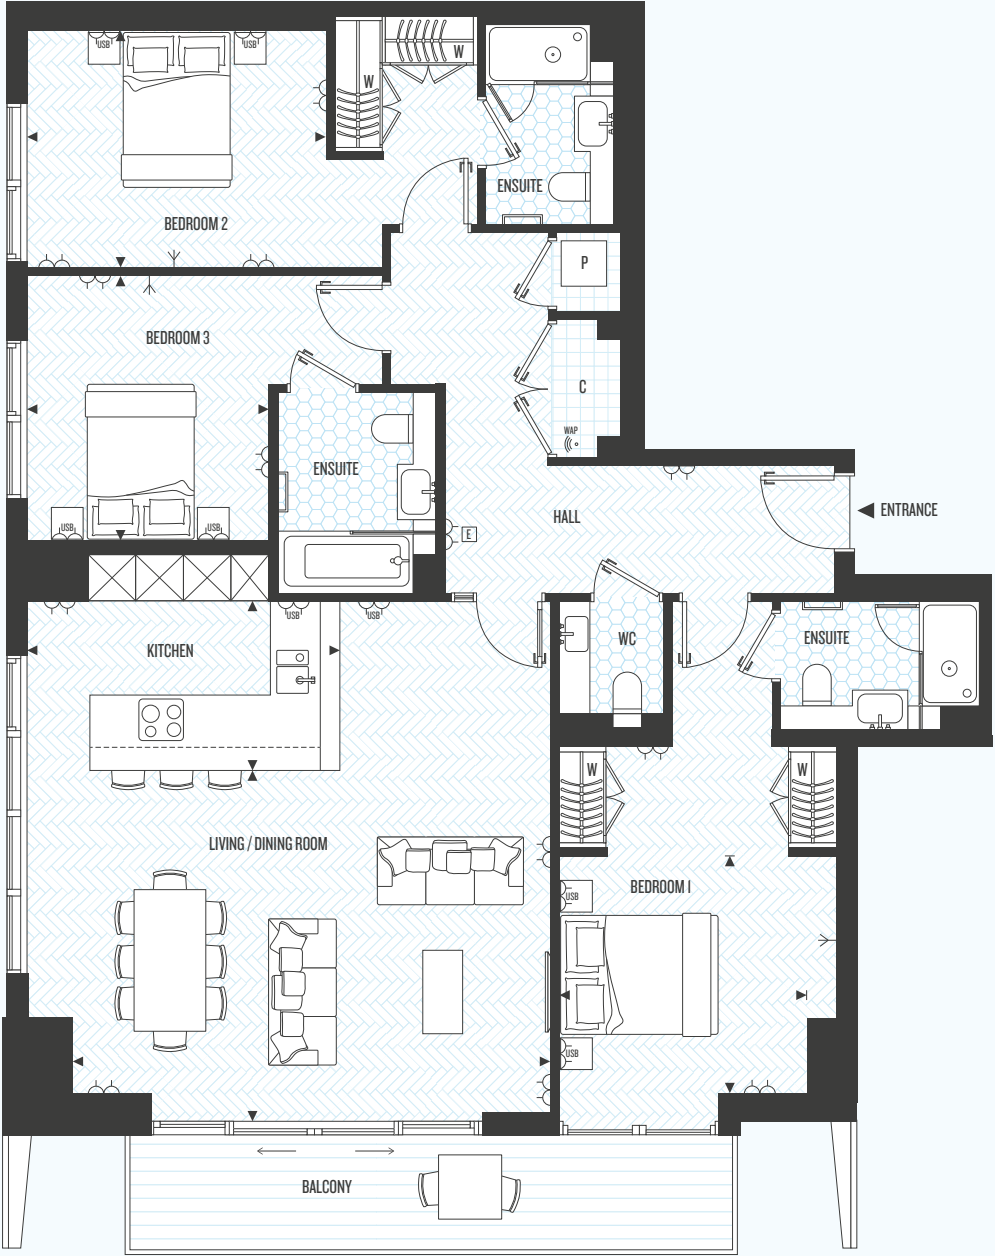 USB
USB
W
W
ENSUITE
BEDROOM 2
P
BEDROOM 3
C
WAP
ENSUITE
USB
USB
E
HALL
ENTRANCE
USB
USB
KITCHEN
WC
ENSUITE
W
W
LIVING / DINING ROOM
BEDROOM 1
USB
USB
BALCONY